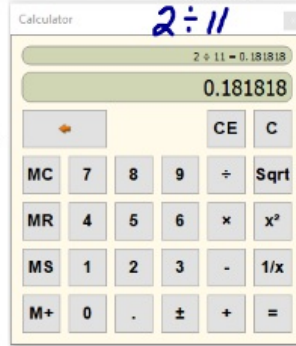 Calculator
2÷11
2 ÷ 11 = 0.181818
0.181818
CE C
MC 7 8 9 ÷ Sqrt
MR 4 5 6 × x²
MS 1 2 3 - 1/x
M+ 0 . ± + =